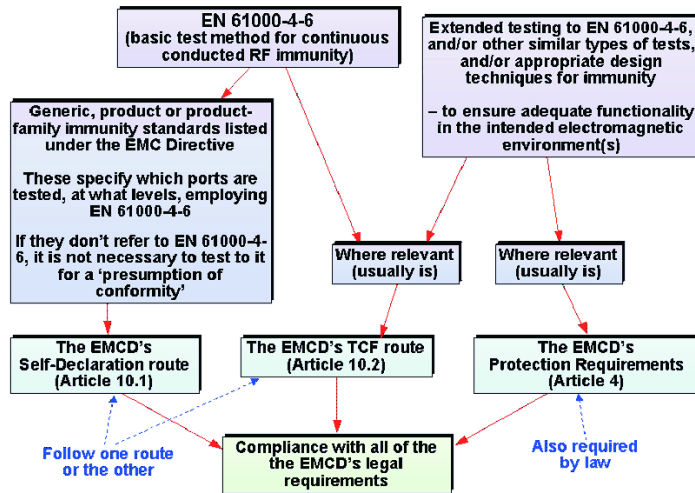 EN 61000-4-6
(basic test method for continuous
conducted RF immunity)
Extended testing to EN 61000-4-6,
and/or other similar types of tests,
and/or appropriate design
techniques for immunity
– to ensure adequate functionality
in the intended electromagnetic
environment(s)
Generic, product or product-
family immunity standards listed
under the EMC Directive
These specify which ports are
tested, at what levels, employing
EN 61000-4-6
If they don't refer to EN 61000-4-
6, it is not necessary to test to it
for a ‘presumption of
conformity’
Where relevant
(usually is)
Where relevant
(usually is)
The EMCD's
Self-Declaration route
(Article 10.1)
The EMCD's TCF route
(Article 10.2)
The EMCD's
Protection Requirements
(Article 4)
Follow one route
or the other
Compliance with all of the
the EMCD's legal
requirements
Also required
by law